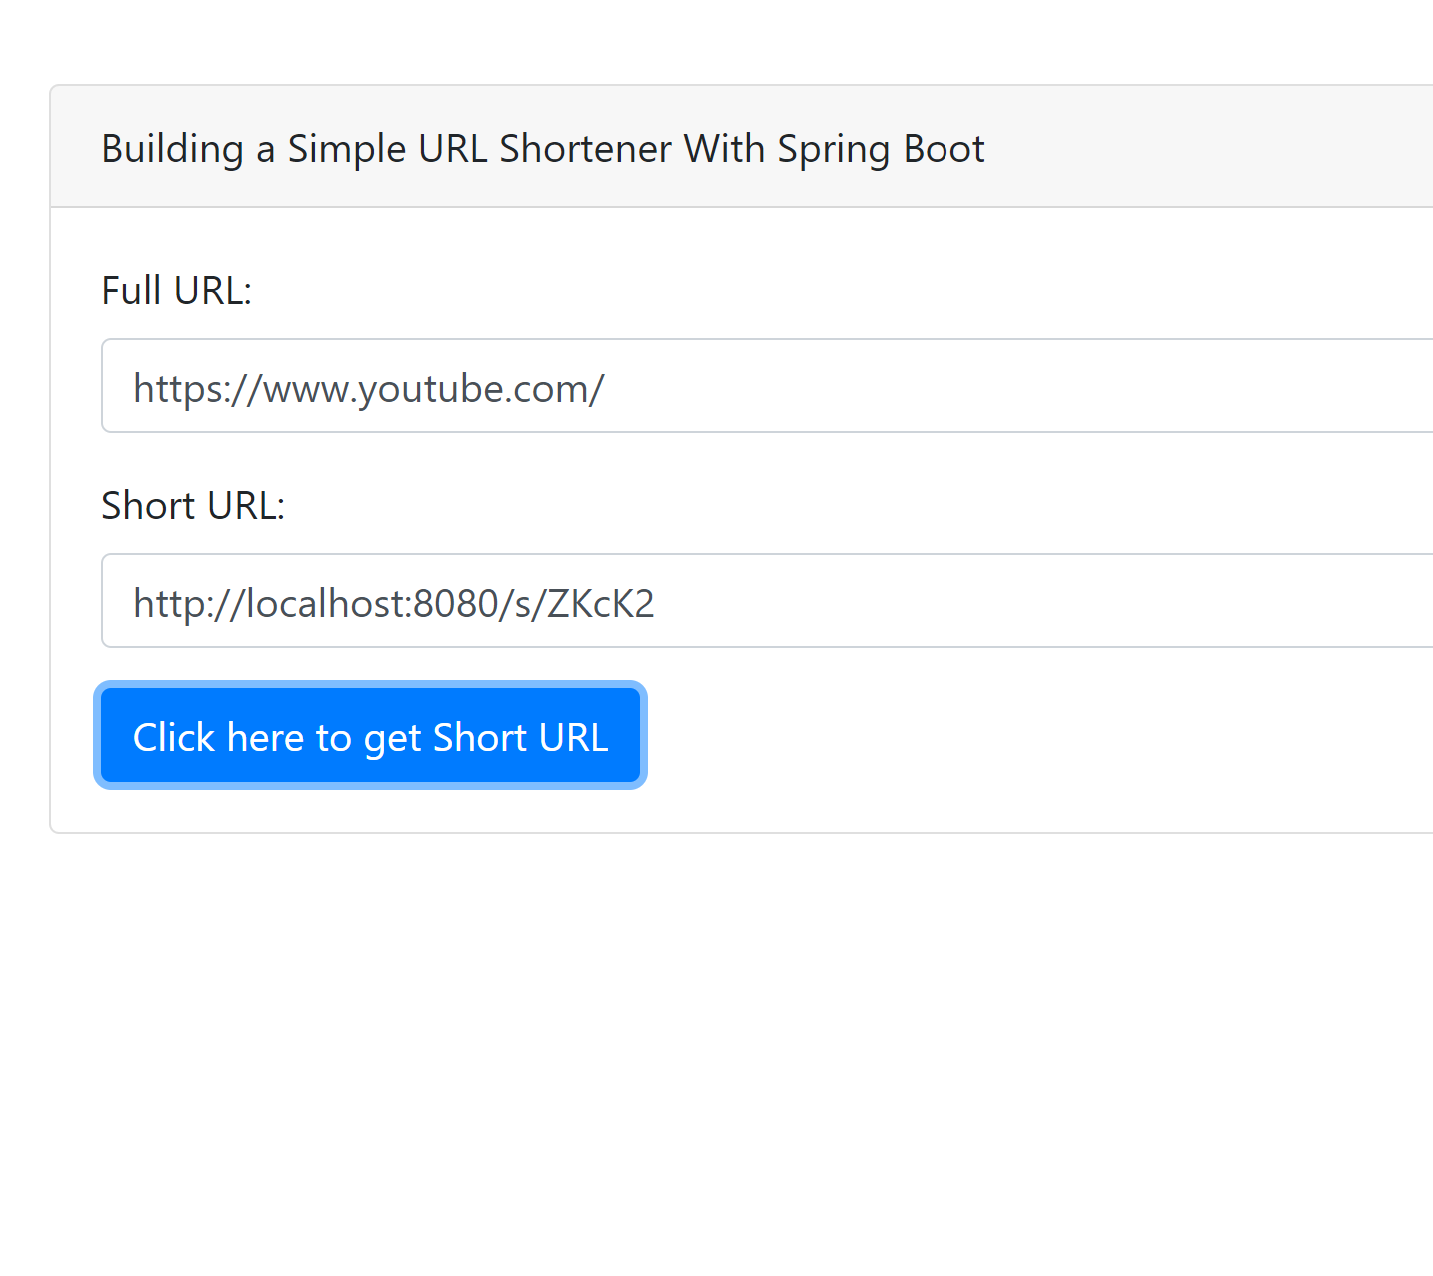 Building a Simple URL Shortener With Spring Boot
Full URL:
https://www.youtube.com/
Short URL:
http://localhost:8080/s/ZKcK2
Click here to get Short URL